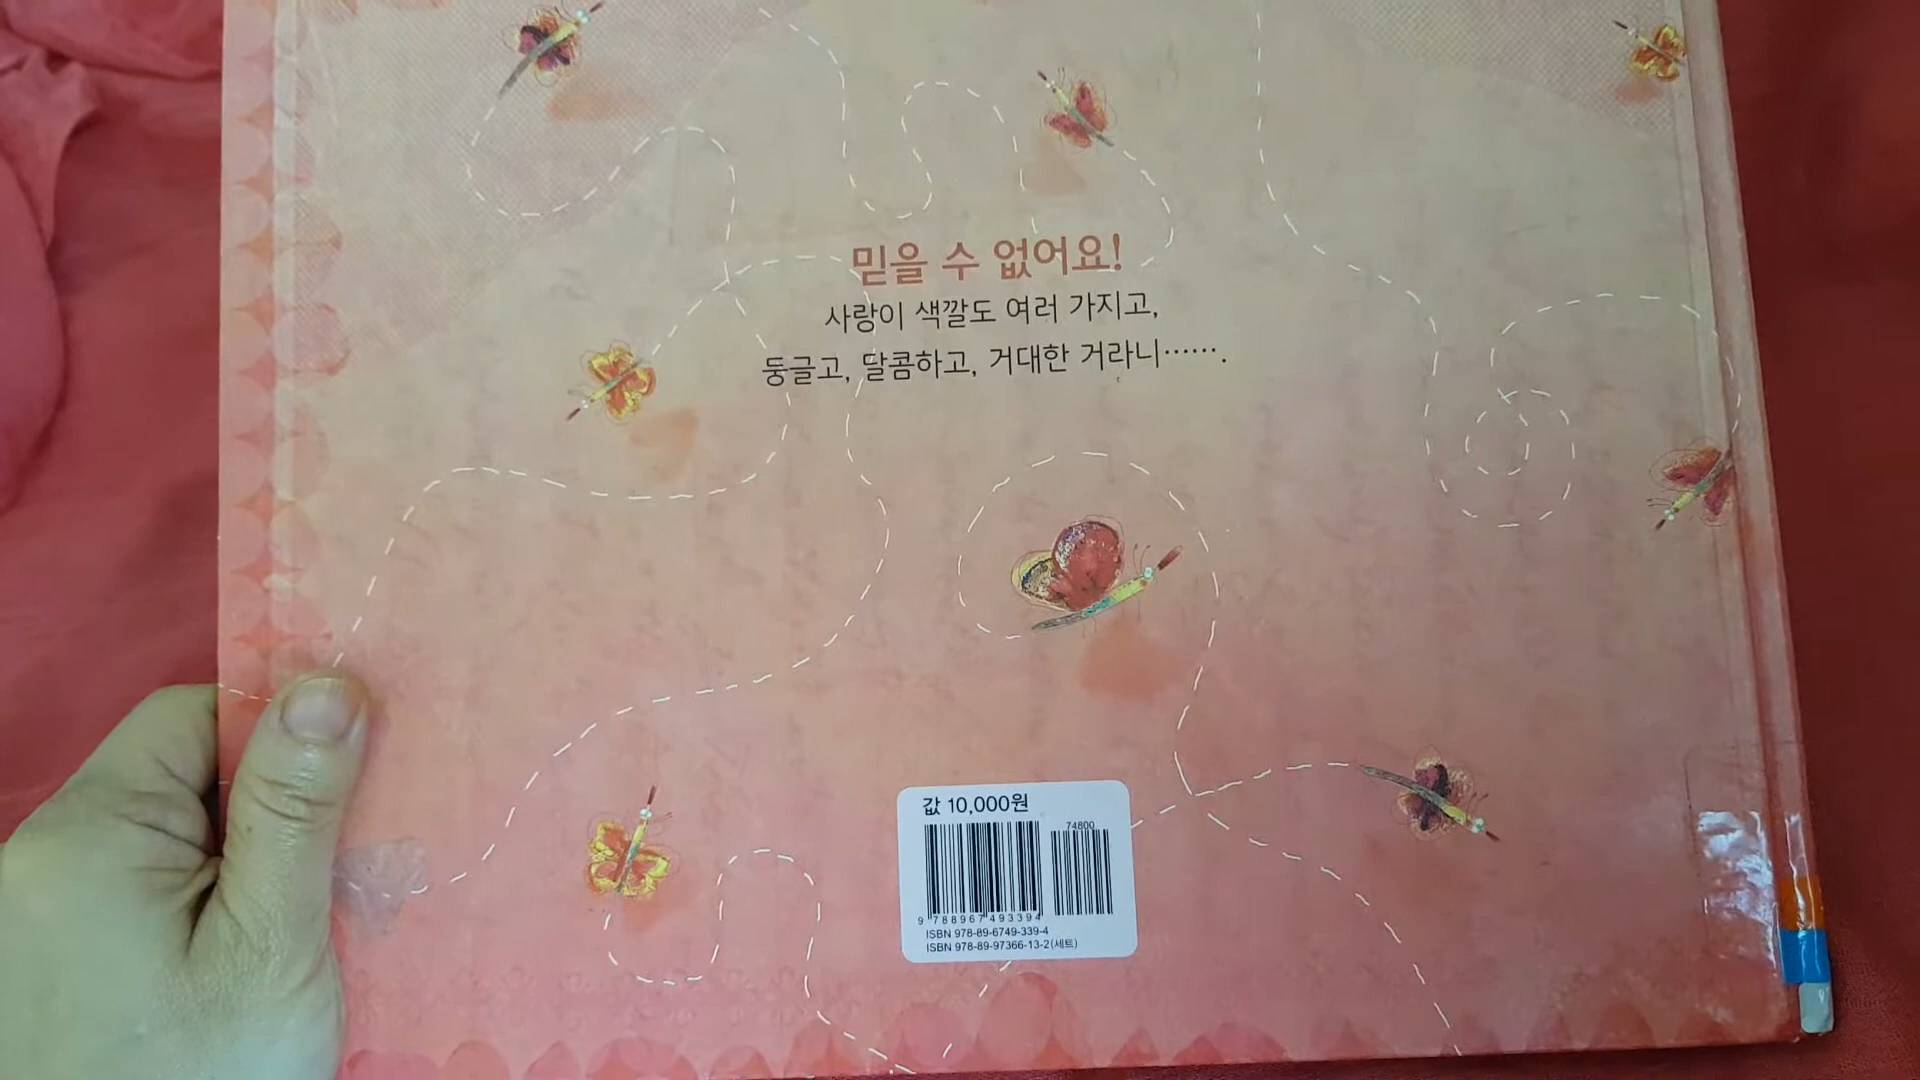 믿을 수 없어요!
사랑이 색깔도 여러 가지고,
둥글고, 달콤하고, 거대한 거라니…….
값 10,000원
74800
9 788967 493394
ISBN 978-89-6749-339-4
ISBN 978-89-97366-13-2(세트)